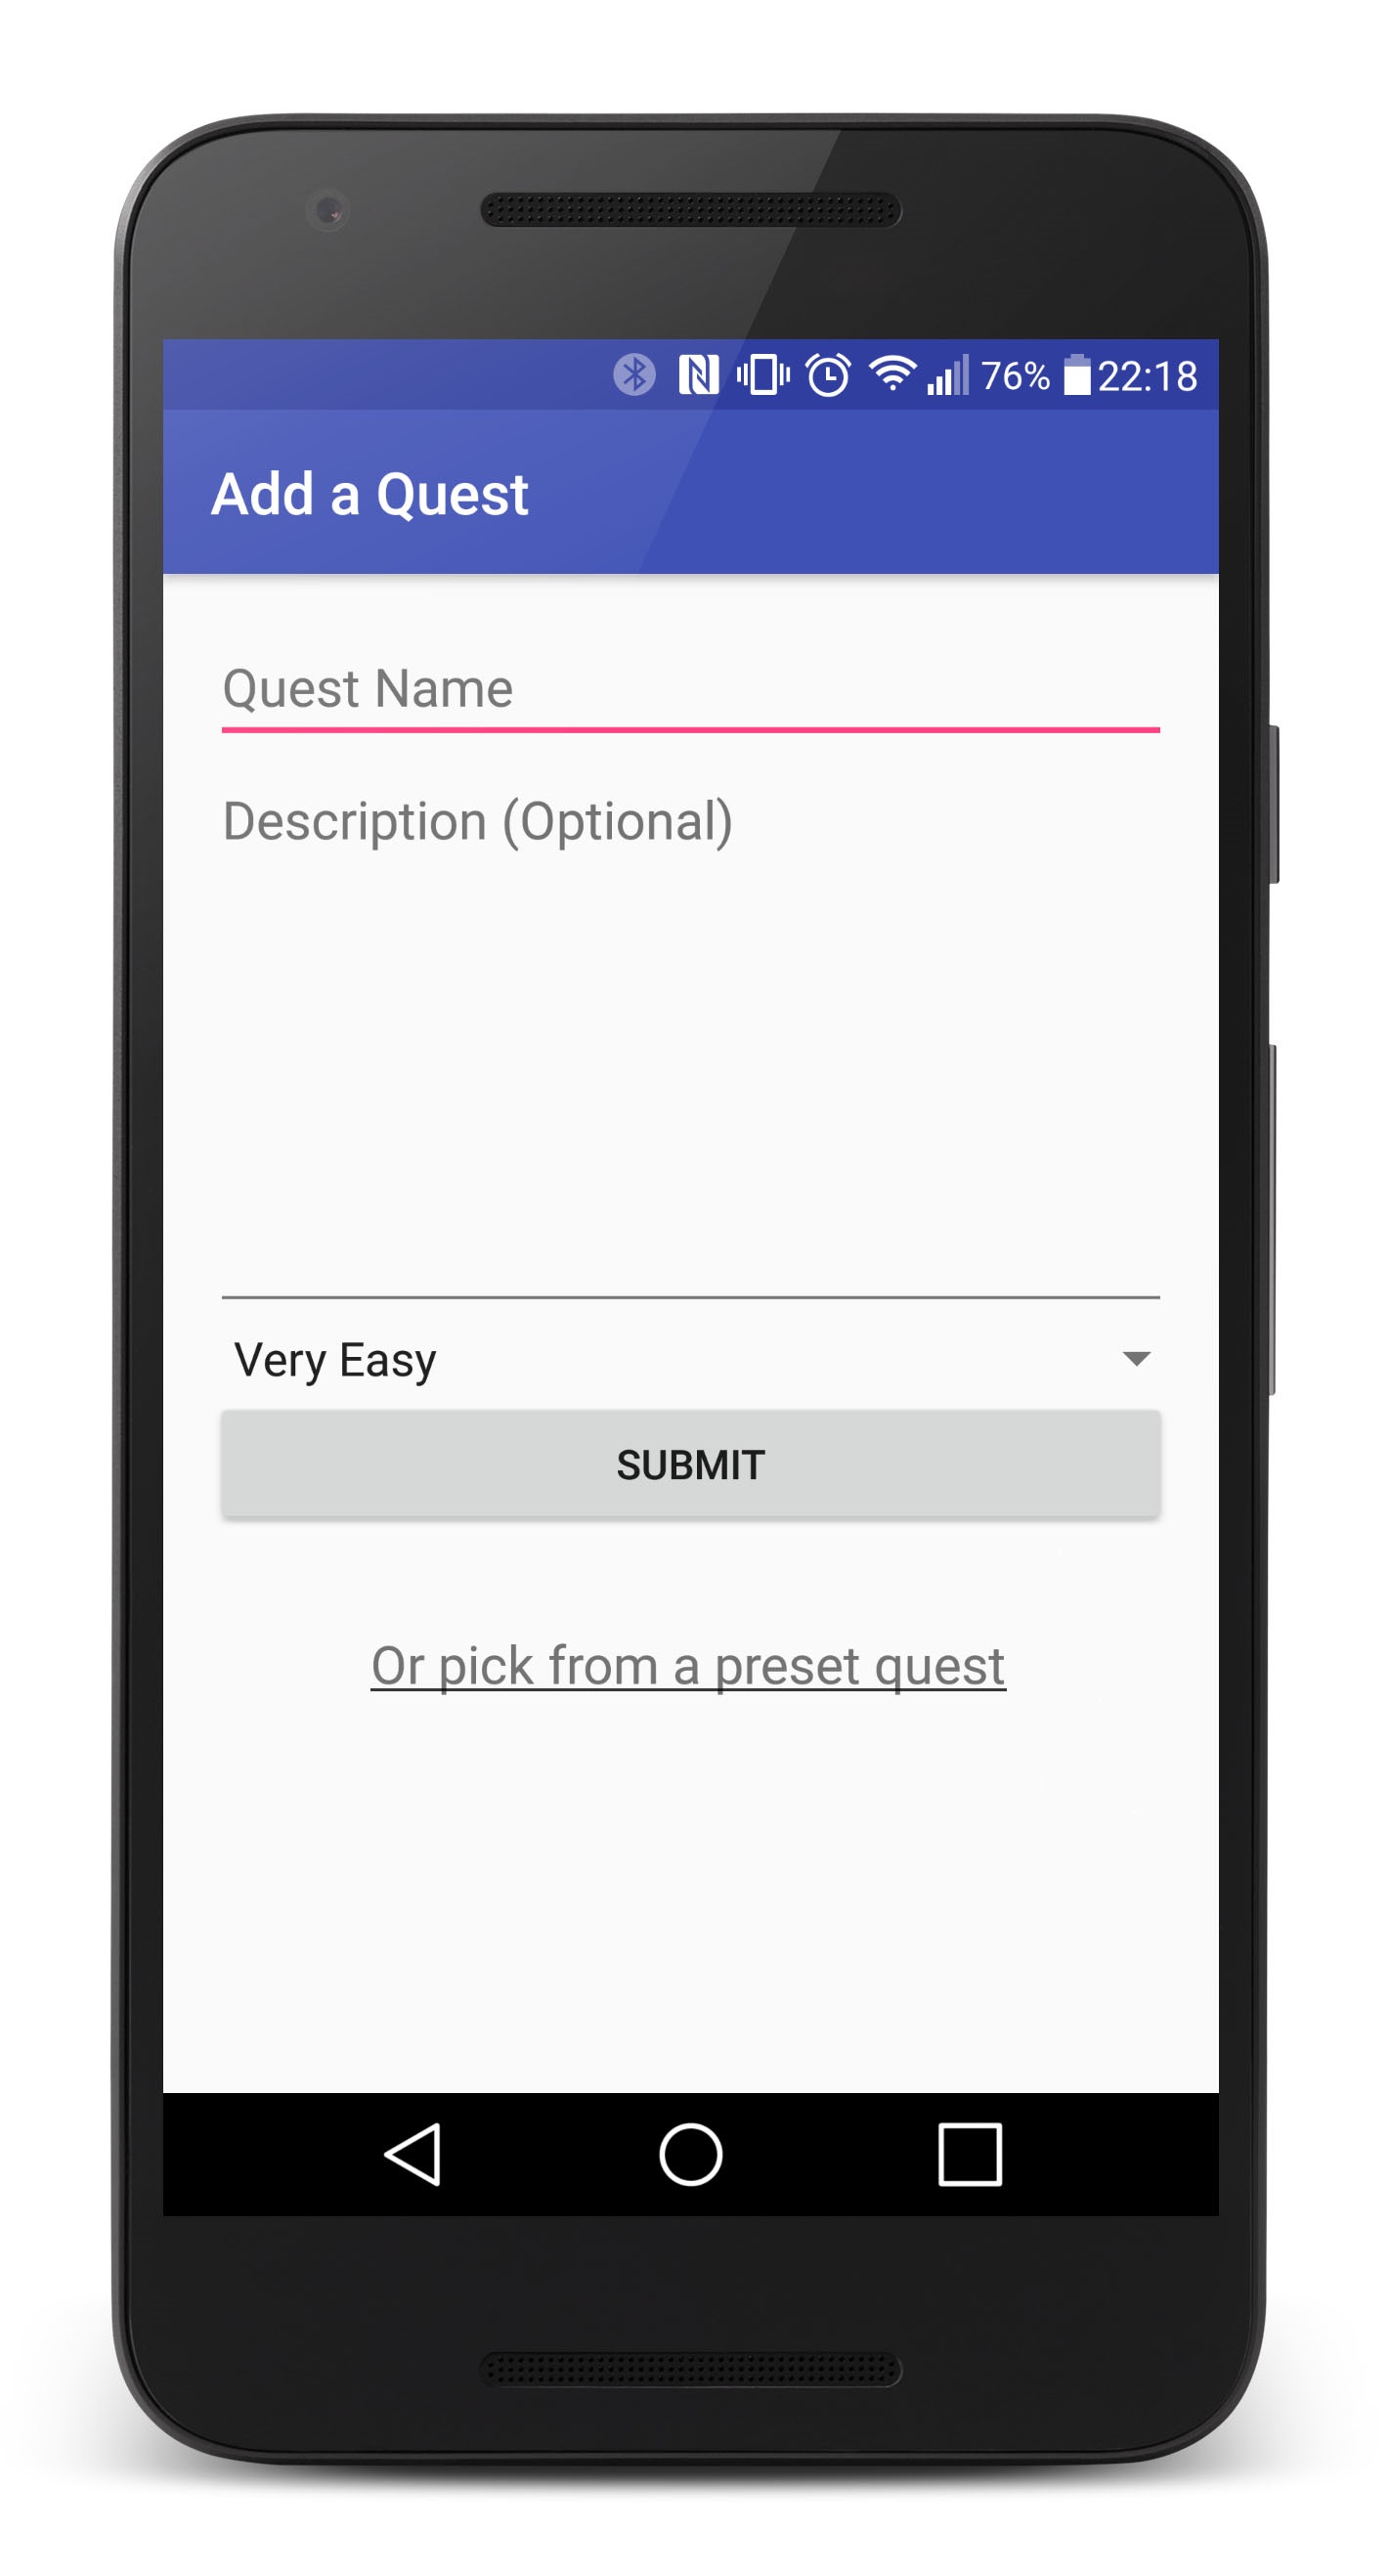 76% 22:18
Add a Quest
Quest Name
Description (Optional)
Very Easy
SUBMIT
Or pick from a preset quest